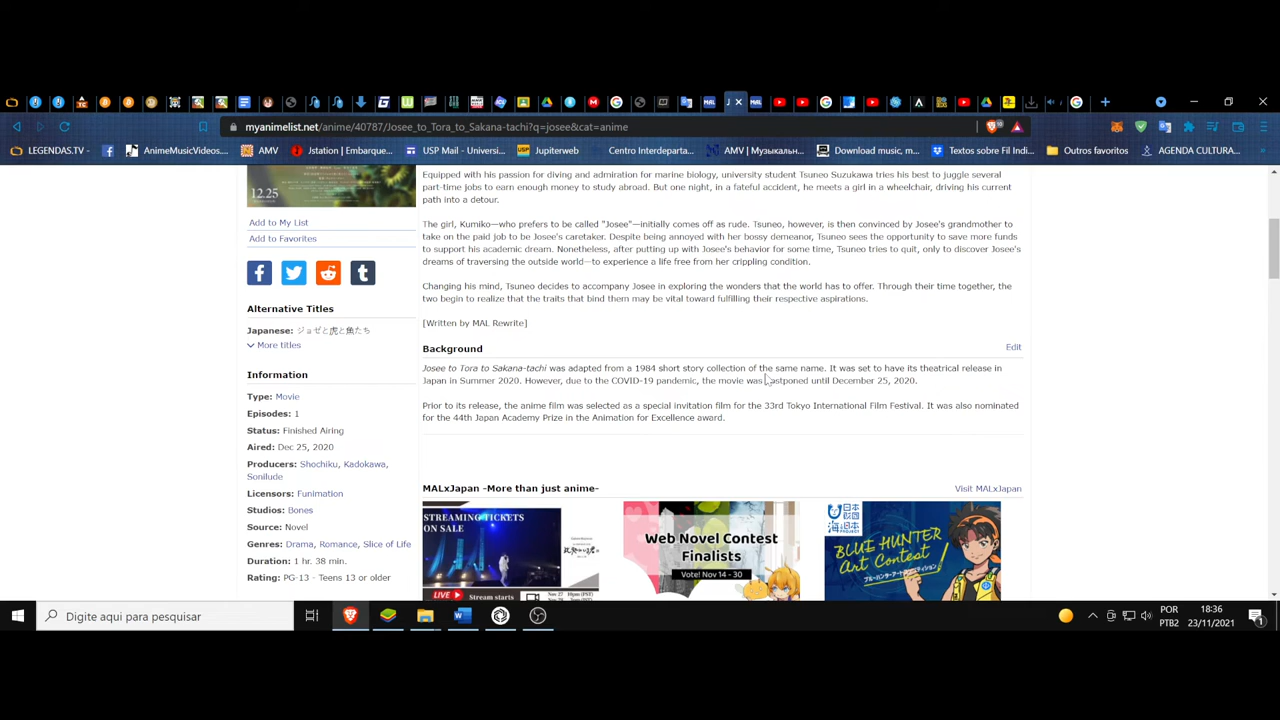 myanimelist.net/anime/40787/Josee_to_Tora_to_Sakana-tachi?q=josee&cat=anime
LEGENDAS.TV -
AnimeMusicVideos...
AMV
Jstation | Embarque...
USP Mail - Universi...
Jupiterweb
Centro Interdeparta...
AMV | Музыкальн...
Download music, m...
Textos sobre Fil Indi...
Outros favoritos
AGENDA CULTURA...
12.25
Equipped with his passion for diving and admiration for marine biology, university student Tsuneo Suzukawa tries his best to juggle several
part-time jobs to earn enough money to study abroad. But one night, in a fateful accident, he meets a girl in a wheelchair, driving his current
path into a detour.
The girl, Kumiko—who prefers to be called "Josee"—initially comes off as rude. Tsuneo, however, is then convinced by Josee's grandmother to
take on the paid job to be Josee's caretaker. Despite being annoyed with her bossy demeanor, Tsuneo sees the opportunity to save more funds
to support his academic dream. Nonetheless, after putting up with Josee's behavior for some time, Tsuneo tries to quit, only to discover Josee's
dreams of traversing the outside world—to experience a life free from her crippling condition.
Changing his mind, Tsuneo decides to accompany Josee in exploring the wonders that the world has to offer. Through their time together, the
two begin to realize that the traits that bind them may be vital toward fulfilling their respective aspirations.
[Written by MAL Rewrite]
Background
Edit
Josee to Tora to Sakana-tachi was adapted from a 1984 short story collection of the same name. It was set to have its theatrical release in
Japan in Summer 2020. However, due to the COVID-19 pandemic, the movie was postponed until December 25, 2020.
Prior to its release, the anime film was selected as a special invitation film for the 33rd Tokyo International Film Festival. It was also nominated
for the 44th Japan Academy Prize in the Animation for Excellence award.
Add to My List
Add to Favorites
Alternative Titles
Japanese: ジョゼと虎と魚たち
More titles
Information
Type: Movie
Episodes: 1
Status: Finished Airing
Aired: Dec 25, 2020
Producers: Shochiku, Kadokawa,
Sonilude
Licensors: Funimation
Studios: Bones
Source: Novel
Genres: Drama, Romance, Slice of Life
Duration: 1 hr. 38 min.
Rating: PG-13 - Teens 13 or older
MALxJapan -More than just anime-
Visit MALxJapan
STREAMING TICKETS
ON SALE
LIVE
Stream starts
Web Novel Contest
Finalists
Vote! Nov 14 - 30
BLUE HUNTER
Art Contest
Digite aqui para pesquisar
POR
PTB2
18:36
23/11/2021